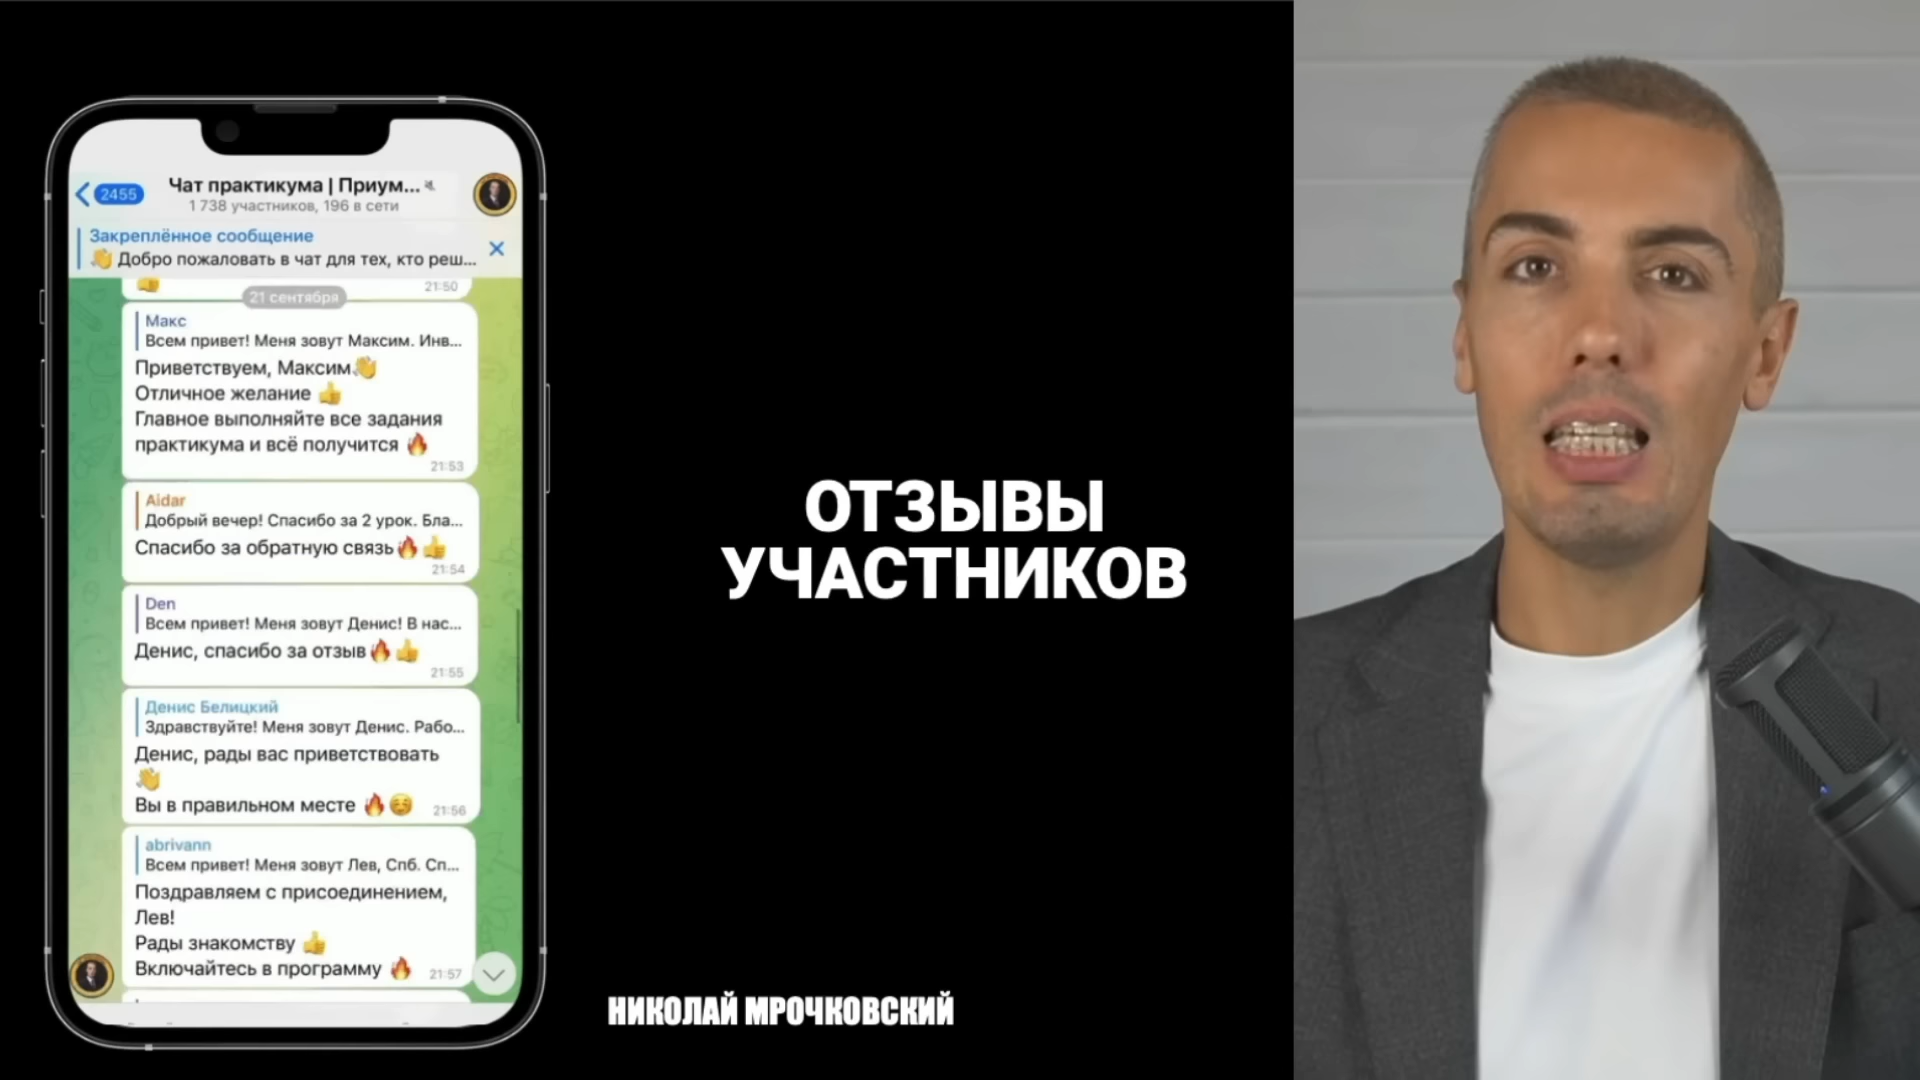 2455
Чат практикума | Приум...
1 738 участников, 196 в сети
Закреплённое сообщение
👋 Добро пожаловать в чат для тех, кто реш...
👍
21:50
21 сентября
Макс
Всем привет! Меня зовут Максим. Инв...
Приветствуем, Максим👋
Отличное желание 👍
Главное выполняйте все задания
практикума и всё получится 🔥
21:53
Aidar
Добрый вечер! Спасибо за 2 урок. Бла...
Спасибо за обратную связь🔥👍
21:54
Den
Всем привет! Меня зовут Денис! В нас...
Денис, спасибо за отзыв🔥👍
21:55
Денис Белицкий
Здравствуйте! Меня зовут Денис. Рабо...
Денис, рады вас приветствовать
👋
Вы в правильном месте 🔥☺️
21:56
abrivann
Всем привет! Меня зовут Лев, Спб. Сп...
Поздравляем с присоединением,
Лев!
Рады знакомству 👍
Включайтесь в программу 🔥
21:57
ОТЗЫВЫ
УЧАСТНИКОВ
НИКОЛАЙ МРОЧКОВСКИЙ